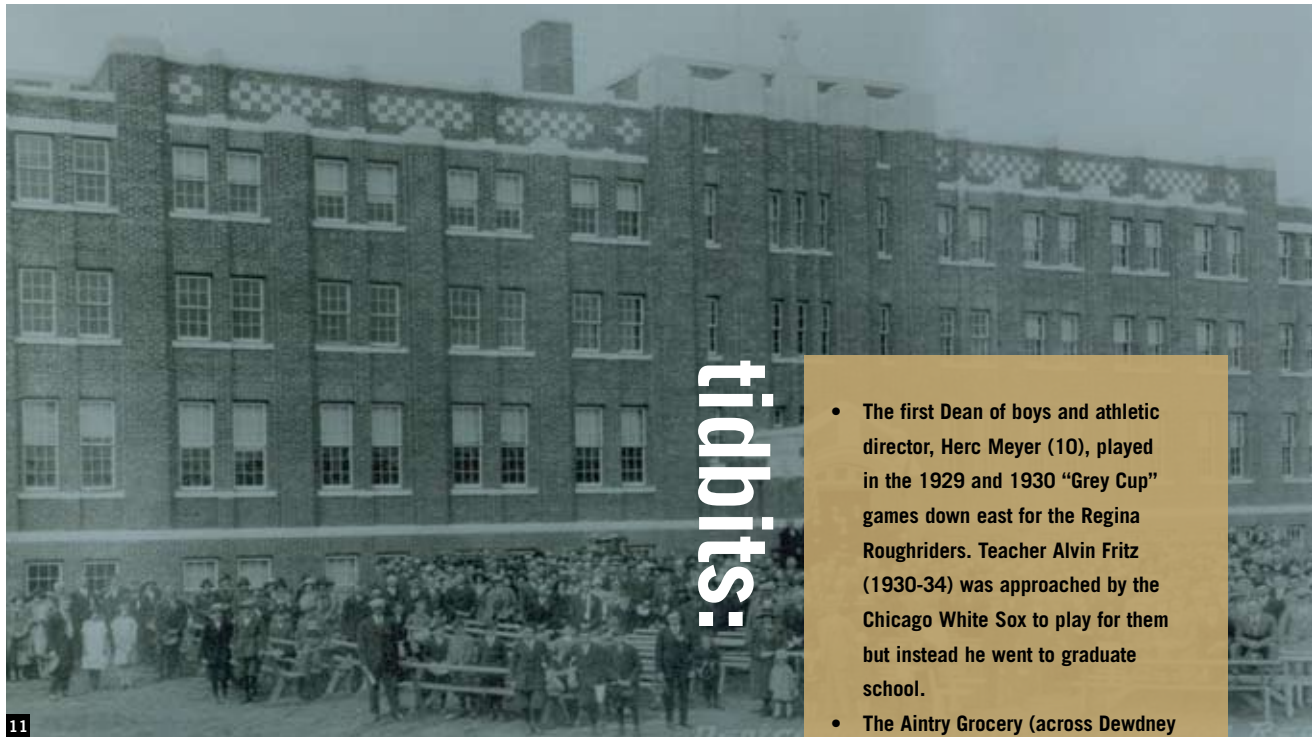 tidbits:
• The first Dean of boys and athletic
director, Herc Meyer (10), played
in the 1929 and 1930 “Grey Cup”
games down east for the Regina
Roughriders. Teacher Alvin Fritz
(1930-34) was approached by the
Chicago White Sox to play for them
but instead he went to graduate
school.
• The Aintry Grocery (across Dewdney
11